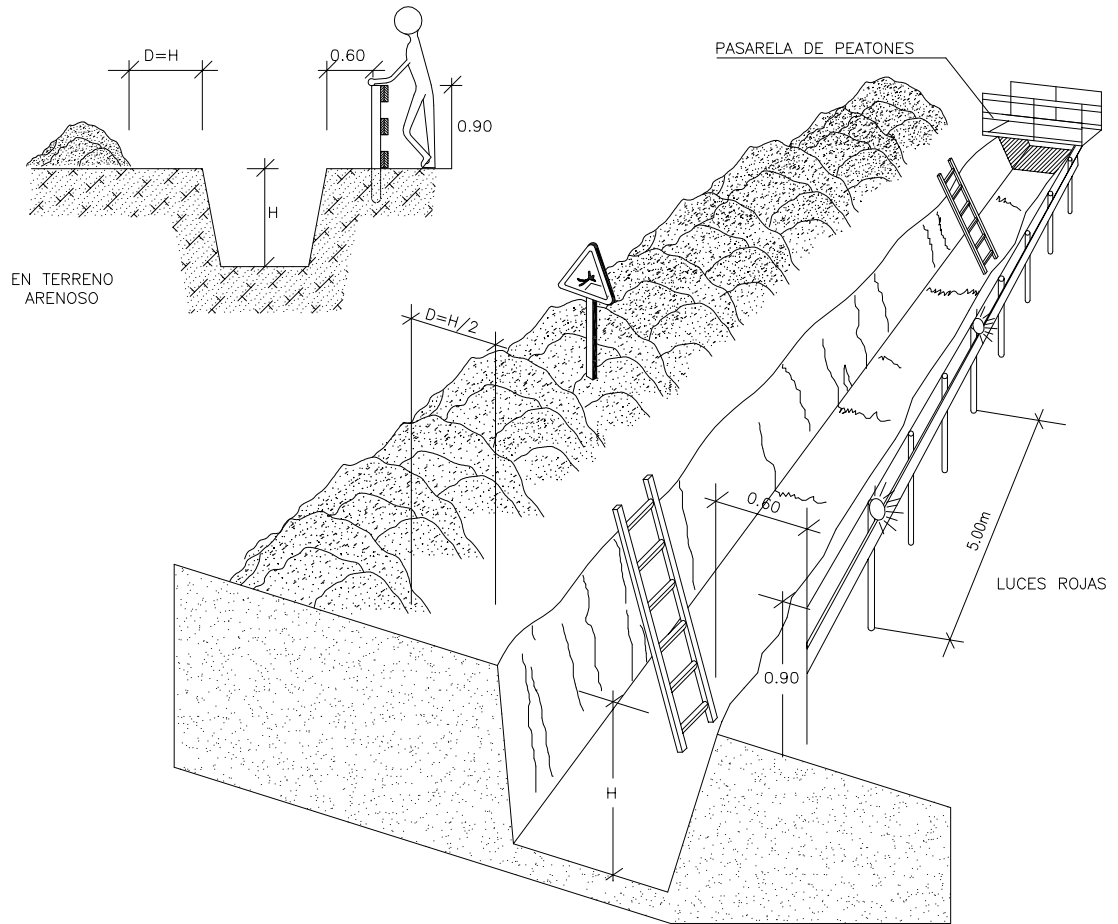 D=H
0.60
PASARELA DE PEATONES
0.90
H
EN TERRENO
ARENOSO
D=H/2
0.60
5.00m
LUCES ROJAS
0.90
H